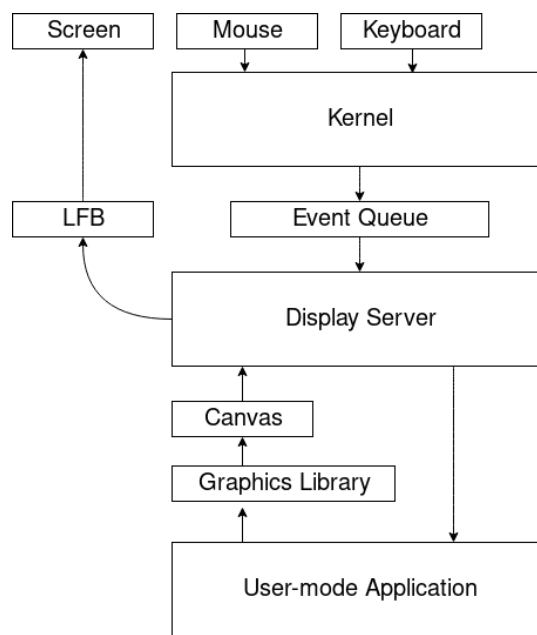 Screen
Mouse
Keyboard
Kernel
LFB
Event Queue
Display Server
Canvas
Graphics Library
User-mode Application